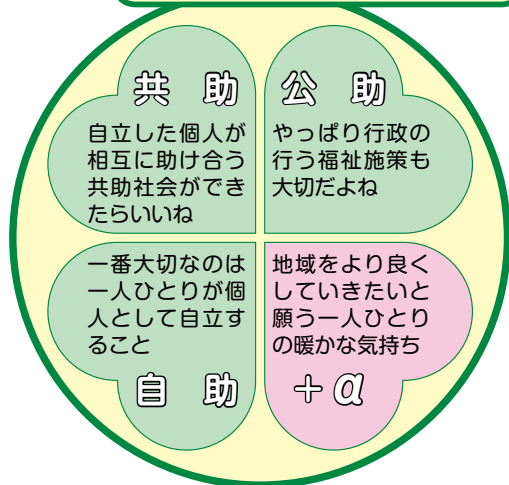 共助
自立した個人が
相互に助け合う
共助社会ができ
たらいいね
公助
やっぱり行政の
行う福祉施策も
大切だよね
一番大切なのは
一人ひとりが個
人として自立す
ること
自助
地域をより良く
していきたいと
願う一人ひとり
の暖かな気持ち
+α